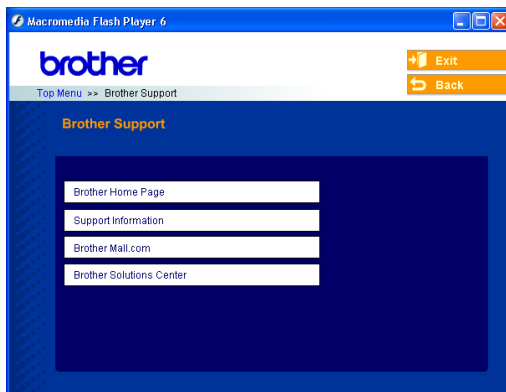 Macromedia Flash Player 6
brother
Exit
Top Menu >> Brother Support
Back
Brother Support
Brother Home Page
Support Information
Brother Mall.com
Brother Solutions Center